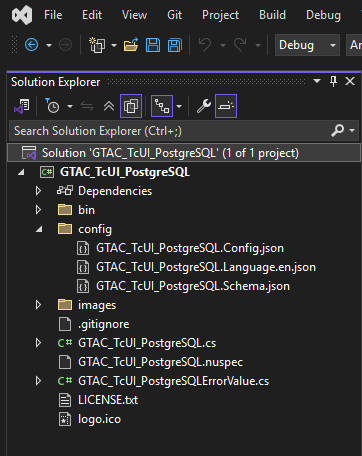 File Edit View Git Project Build
Debug
Solution Explorer
Search Solution Explorer (Ctrl+;)
Solution 'GTAC_TcUI_PostgreSQL' (1 of 1 project)
GTAC_TcUI_PostgreSQL
Dependencies
bin
config
GTAC_TcUI_PostgreSQL.Config.json
GTAC_TcUI_PostgreSQL.Language.en.json
GTAC_TcUI_PostgreSQL.Schema.json
images
.gitignore
C# GTAC_TcUI_PostgreSQL.cs
GTAC_TcUI_PostgreSQL.nuspec
C# GTAC_TcUI_PostgreSQLErrorValue.cs
LICENSE.txt
logo.ico